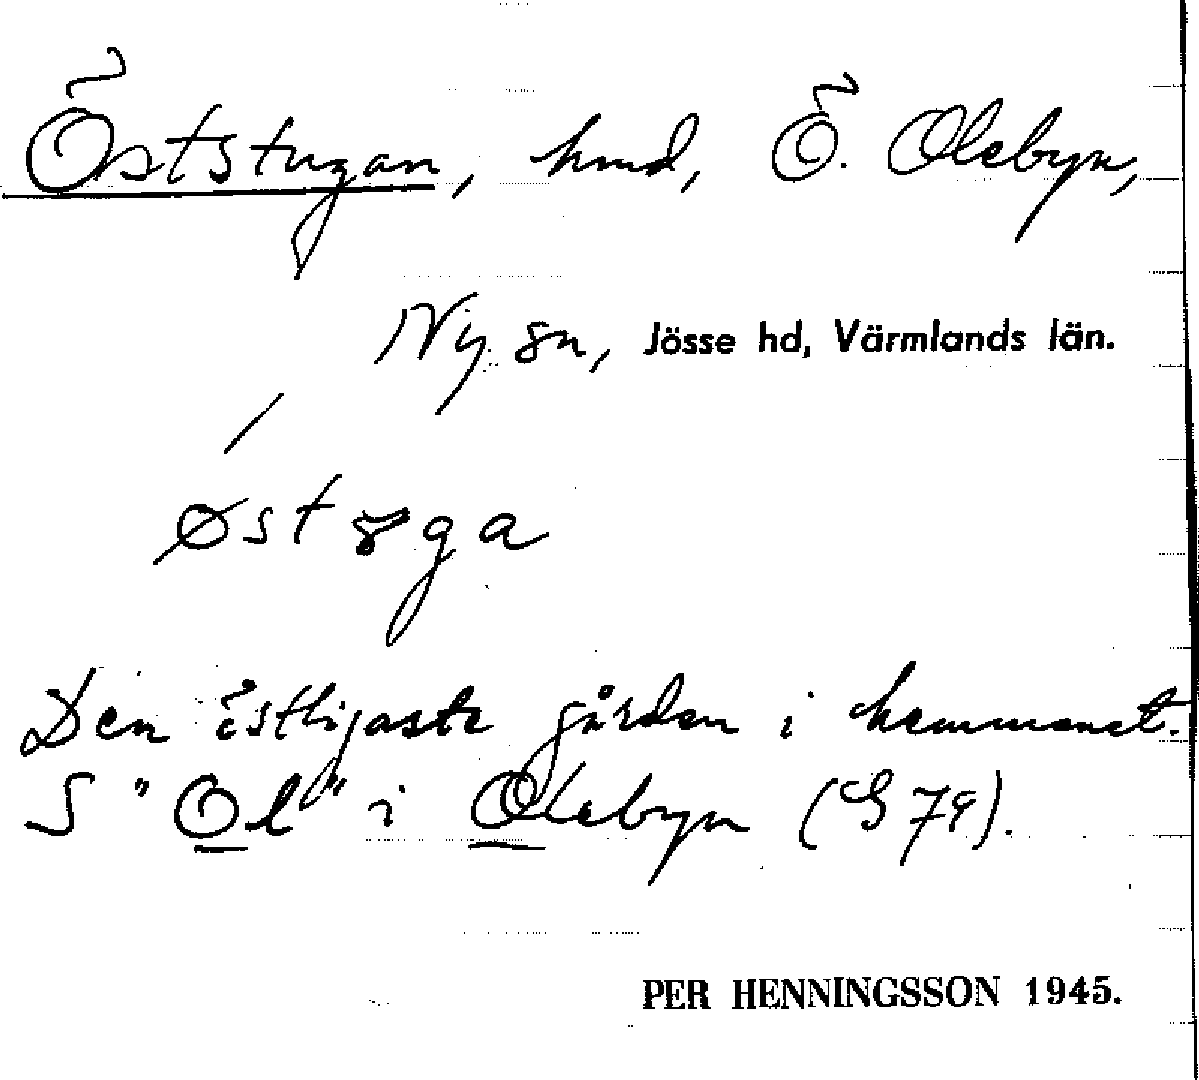 Öststugan, hmd, Ö. Olebyn,
Ny sn, Jösse hd, Värmlands län.
østøga
Den östligaste gården i hemmanet.
S "Ol" i Olebyn (G 79).
PER HENNINGSSON 1945.